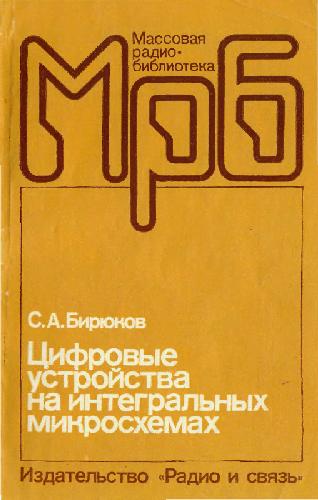 Массовая
радио-
библиотека
Мрб
С.А.Бирюков
Цифровые
устройства
на интегральных
микросхемах
Издательство «Радио и связь»